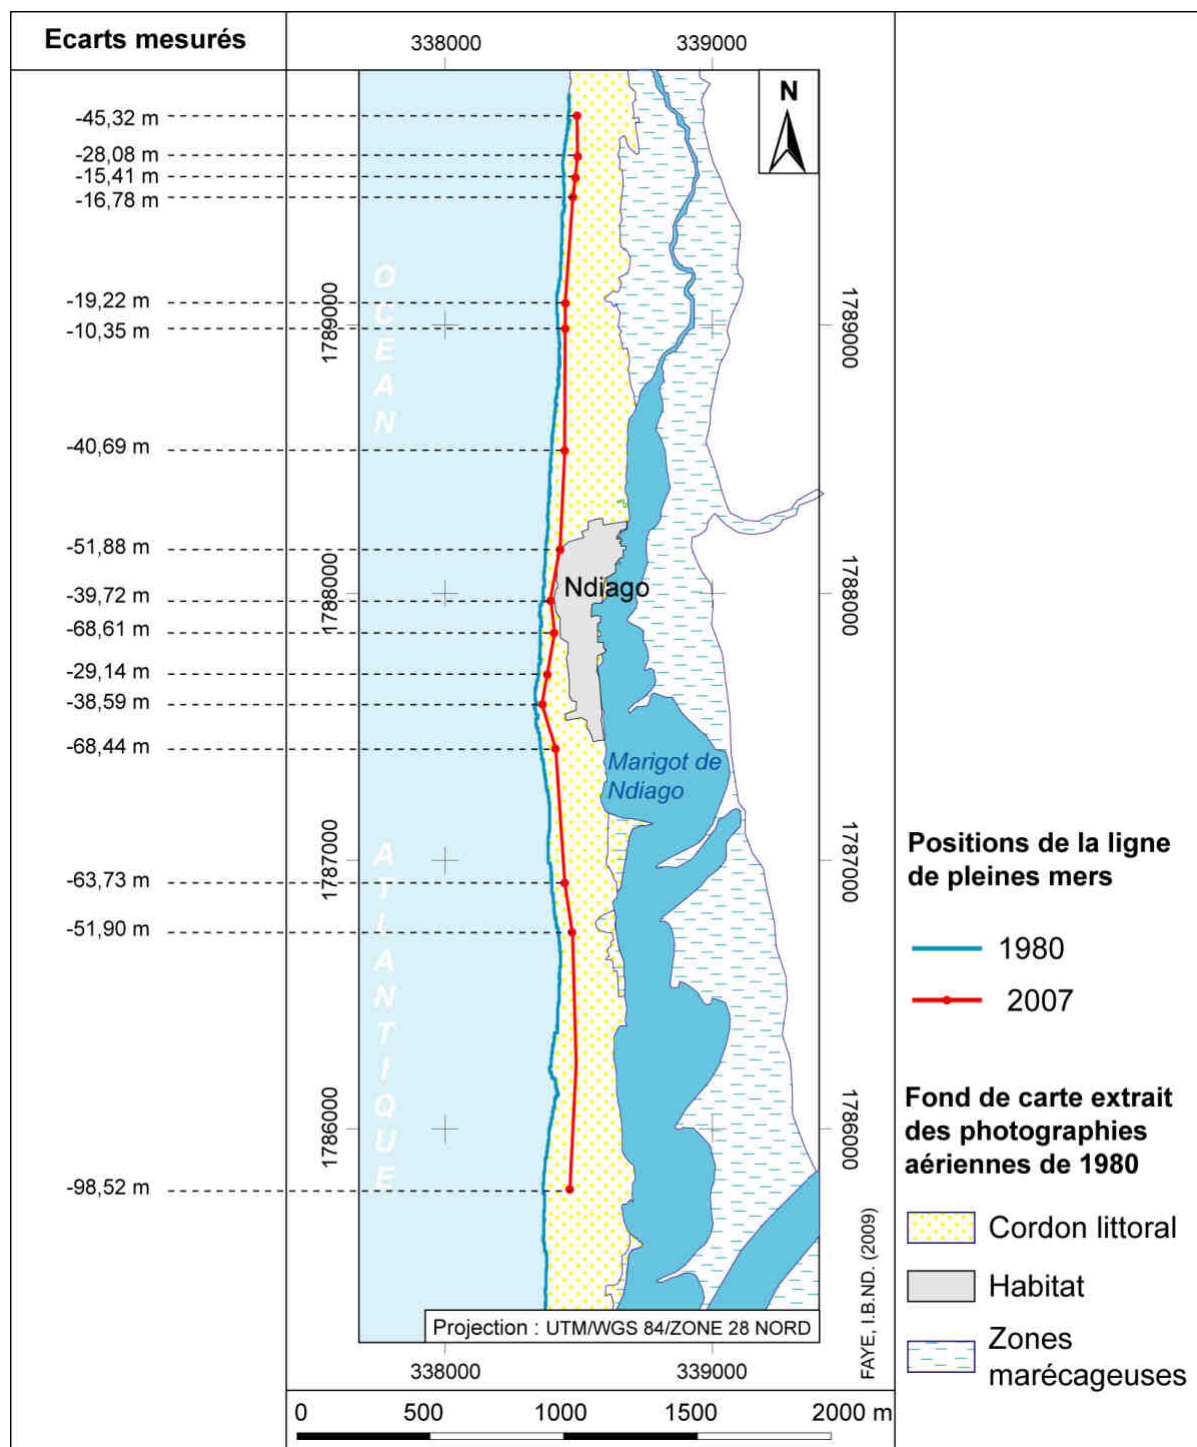 Ecarts mesurés
338000
339000
N
-45,32 m
-28,08 m
-15,41 m
-16,78 m
-19,22 m
-10,35 m
-40,69 m
-51,88 m
-39,72 m
-68,61 m
-29,14 m
-38,59 m
-68,44 m
-63,73 m
-51,90 m
-98,52 m
1789000
1788000
1787000
1786000
OCEAN
ATLANTIQUE
Ndiago
Marigot de
Ndiago
1789000
1788000
1787000
1786000
Projection : UTM/WGS 84/ZONE 28 NORD
338000
339000
FAYE, I.B.ND. (2009)
0
500
1000
1500
2000 m
Positions de la ligne
de pleines mers
1980
2007
Fond de carte extrait
des photographies
aériennes de 1980
Cordon littoral
Habitat
Zones
marécageuses